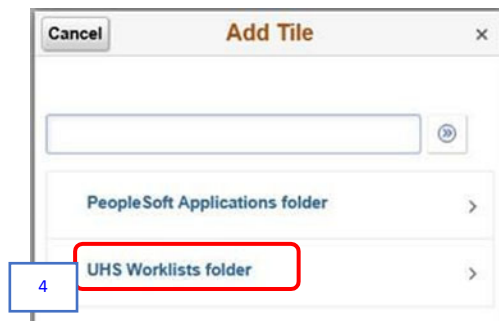 Cancel Add Tile ×
PeopleSoft Applications folder
UHS Worklists folder
4